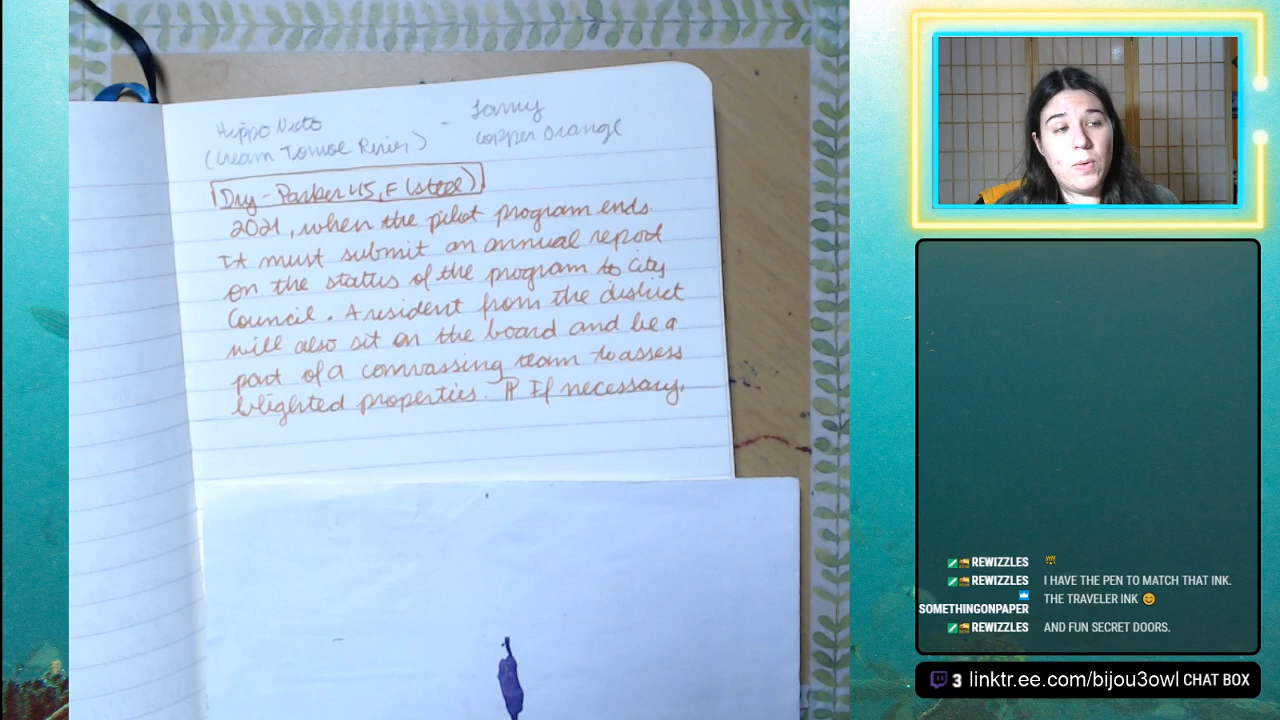 Hippo Noto
(Cream Tomoe River)
- Lamy
Copper Orange
Dry - Parker 45, F (steel)
2021, when the pilot program ends.
It must submit an annual report
on the status of the program to City
Council. A resident from the district
will also sit on the board and be a
part of a canvassing team to assess
blighted properties. ℙ If necessary,
REWIZZLES
REWIZZLES I HAVE THE PEN TO MATCH THAT INK.
SOMETHINGONPAPER THE TRAVELER INK 😊
REWIZZLES AND FUN SECRET DOORS.
3 linktr.ee.com/bijou3owl CHAT BOX